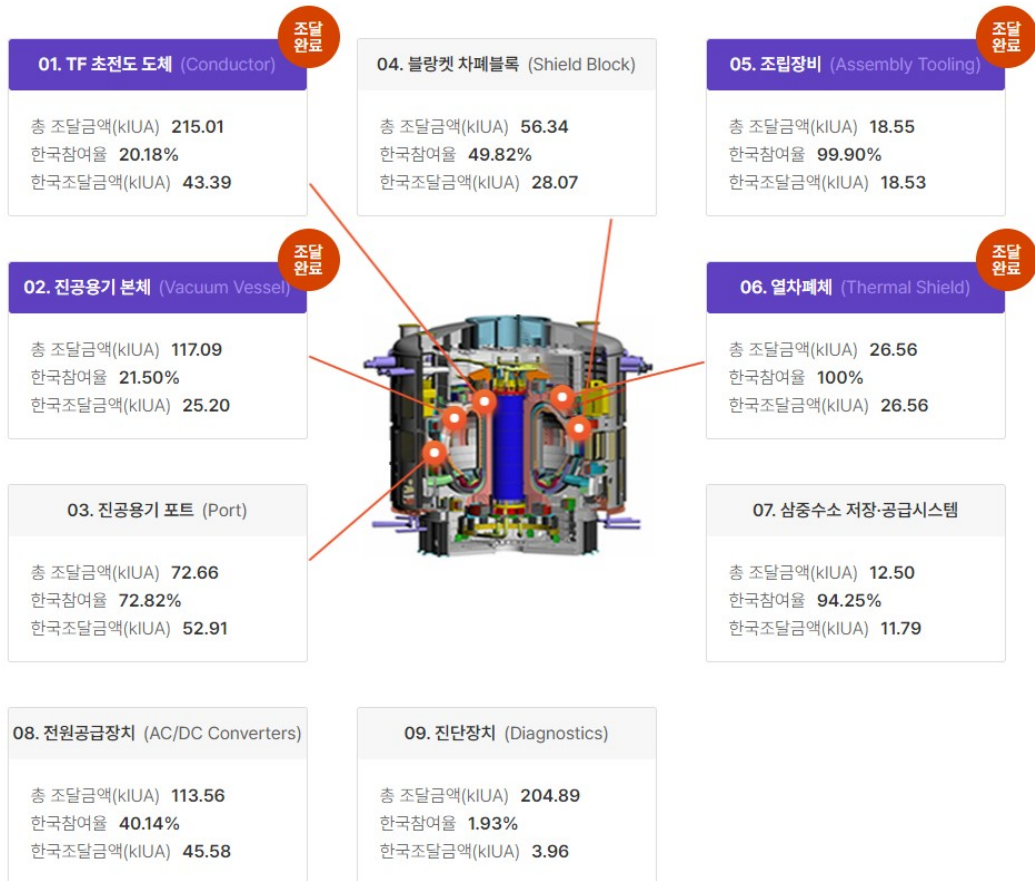 조달
완료
01. TF 초전도 도체 (Conductor)
총 조달금액(kIUA) 215.01
한국참여율 20.18%
한국조달금액(kIUA) 43.39
04. 블랑켓 차폐블록 (Shield Block)
총 조달금액(kIUA) 56.34
한국참여율 49.82%
한국조달금액(kIUA) 28.07
조달
완료
05. 조립장비 (Assembly Tooling)
총 조달금액(kIUA) 18.55
한국참여율 99.90%
한국조달금액(kIUA) 18.53
조달
완료
02. 진공용기 본체 (Vacuum Vessel)
총 조달금액(kIUA) 117.09
한국참여율 21.50%
한국조달금액(kIUA) 25.20
조달
완료
06. 열차폐체 (Thermal Shield)
총 조달금액(kIUA) 26.56
한국참여율 100%
한국조달금액(kIUA) 26.56
03. 진공용기 포트 (Port)
총 조달금액(kIUA) 72.66
한국참여율 72.82%
한국조달금액(kIUA) 52.91
07. 삼중수소 저장·공급시스템
총 조달금액(kIUA) 12.50
한국참여율 94.25%
한국조달금액(kIUA) 11.79
08. 전원공급장치 (AC/DC Converters)
총 조달금액(kIUA) 113.56
한국참여율 40.14%
한국조달금액(kIUA) 45.58
09. 진단장치 (Diagnostics)
총 조달금액(kIUA) 204.89
한국참여율 1.93%
한국조달금액(kIUA) 3.96